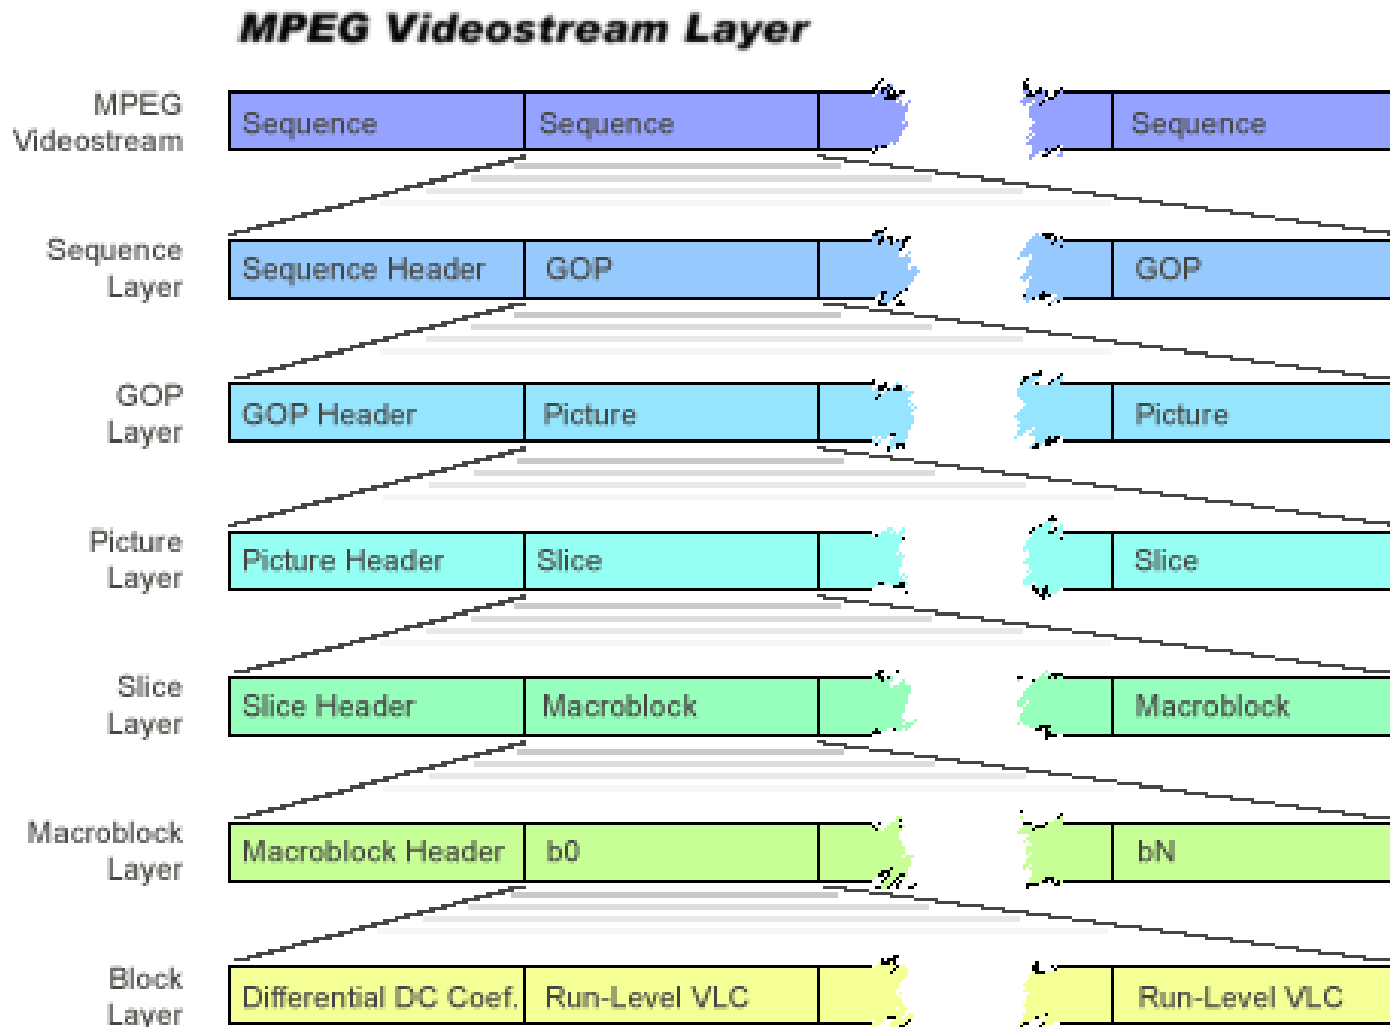 MPEG Videostream Layer
MPEG
Videostream
Sequence Sequence Sequence
Sequence
Layer
Sequence Header GOP GOP
GOP
Layer
GOP Header Picture Picture
Picture
Layer
Picture Header Slice Slice
Slice
Layer
Slice Header Macroblock Macroblock
Macroblock
Layer
Macroblock Header b0 bN
Block
Layer
Differential DC Coef. Run-Level VLC Run-Level VLC